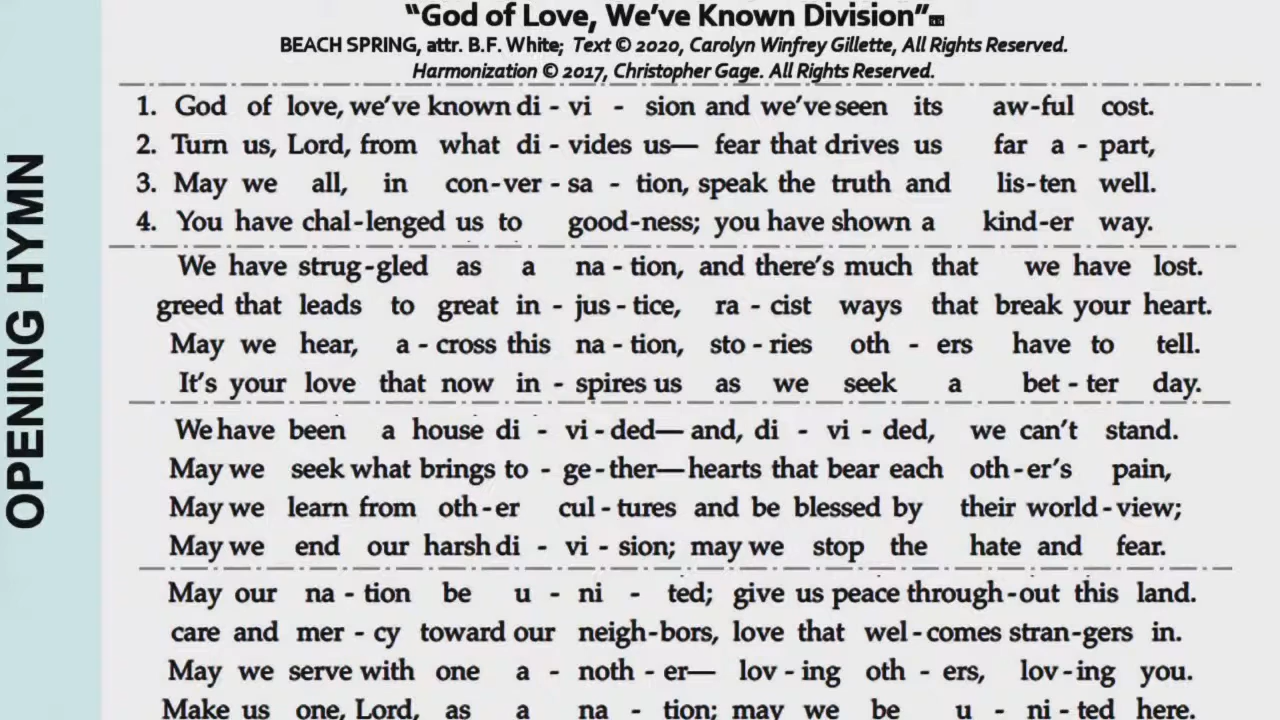 OPENING HYMN
“God of Love, We’ve Known Division”
BEACH SPRING, attr. B.F. White; Text © 2020, Carolyn Winfrey Gillette, All Rights Reserved.
Harmonization © 2017, Christopher Gage. All Rights Reserved.
1. God of love, we’ve known di - vi - sion and we’ve seen its aw-ful cost.
2. Turn us, Lord, from what di - vides us— fear that drives us far a - part,
3. May we all, in con-ver - sa - tion, speak the truth and lis-ten well.
4. You have chal-lenged us to good-ness; you have shown a kind-er way.
We have strug-gled as a na - tion, and there’s much that we have lost.
greed that leads to great in - jus - tice, ra - cist ways that break your heart.
May we hear, a - cross this na - tion, sto - ries oth - ers have to tell.
It’s your love that now in - spires us as we seek a bet - ter day.
We have been a house di - vi - ded— and, di - vi - ded, we can’t stand.
May we seek what brings to - ge - ther—hearts that bear each oth-er’s pain,
May we learn from oth-er cul - tures and be blessed by their world-view;
May we end our harsh di - vi - sion; may we stop the hate and fear.
May our na - tion be u - ni - ted; give us peace through-out this land.
care and mer - cy toward our neigh-bors, love that wel-comes stran-gers in.
May we serve with one a - noth - er— lov - ing oth - ers, lov-ing you.
Make us one, Lord, as a na - tion; may we be u - ni - ted here.